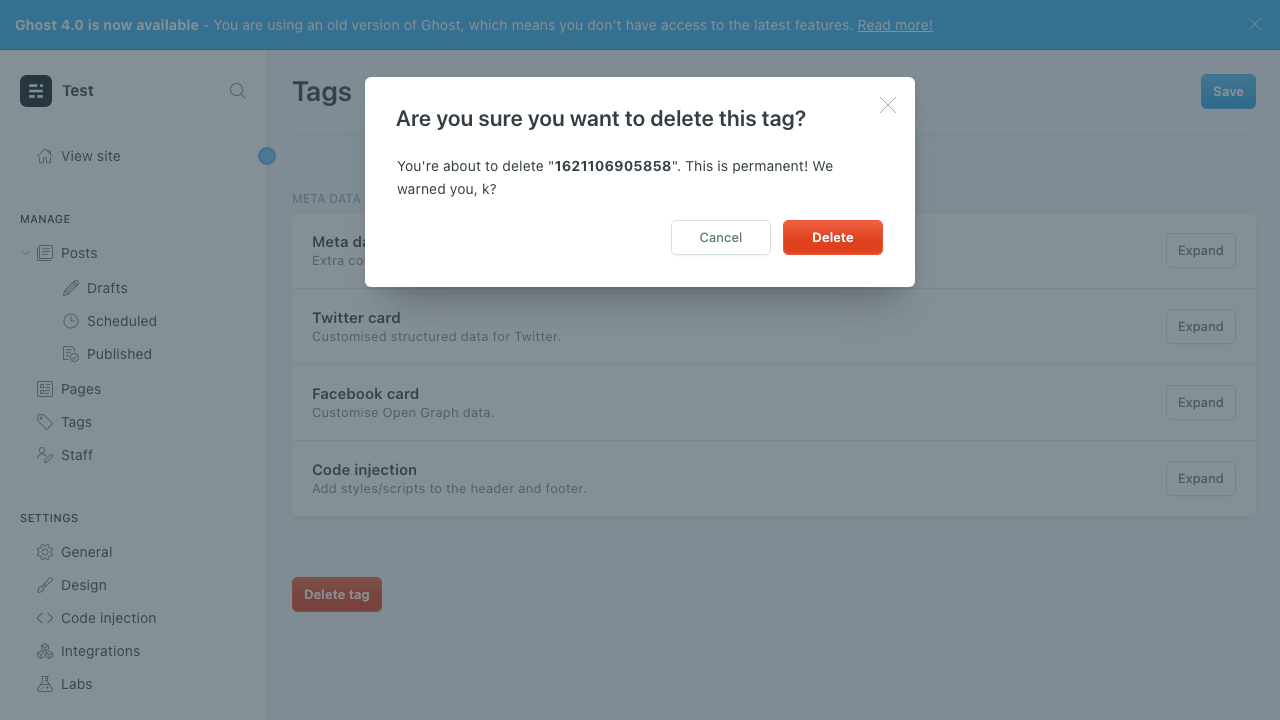 Ghost 4.0 is now available - You are using an old version of Ghost, which means you don't have access to the latest features. Read more!
Test
View site
MANAGE
Posts
Drafts
Scheduled
Published
Pages
Tags
Staff
SETTINGS
General
Design
Code injection
Integrations
Labs
Tags
Save
META DATA
Meta da
Extra co
Expand
Twitter card
Customised structured data for Twitter.
Expand
Facebook card
Customise Open Graph data.
Expand
Code injection
Add styles/scripts to the header and footer.
Expand
Delete tag
Are you sure you want to delete this tag?
You're about to delete "1621106905858". This is permanent! We
warned you, k?
Cancel
Delete